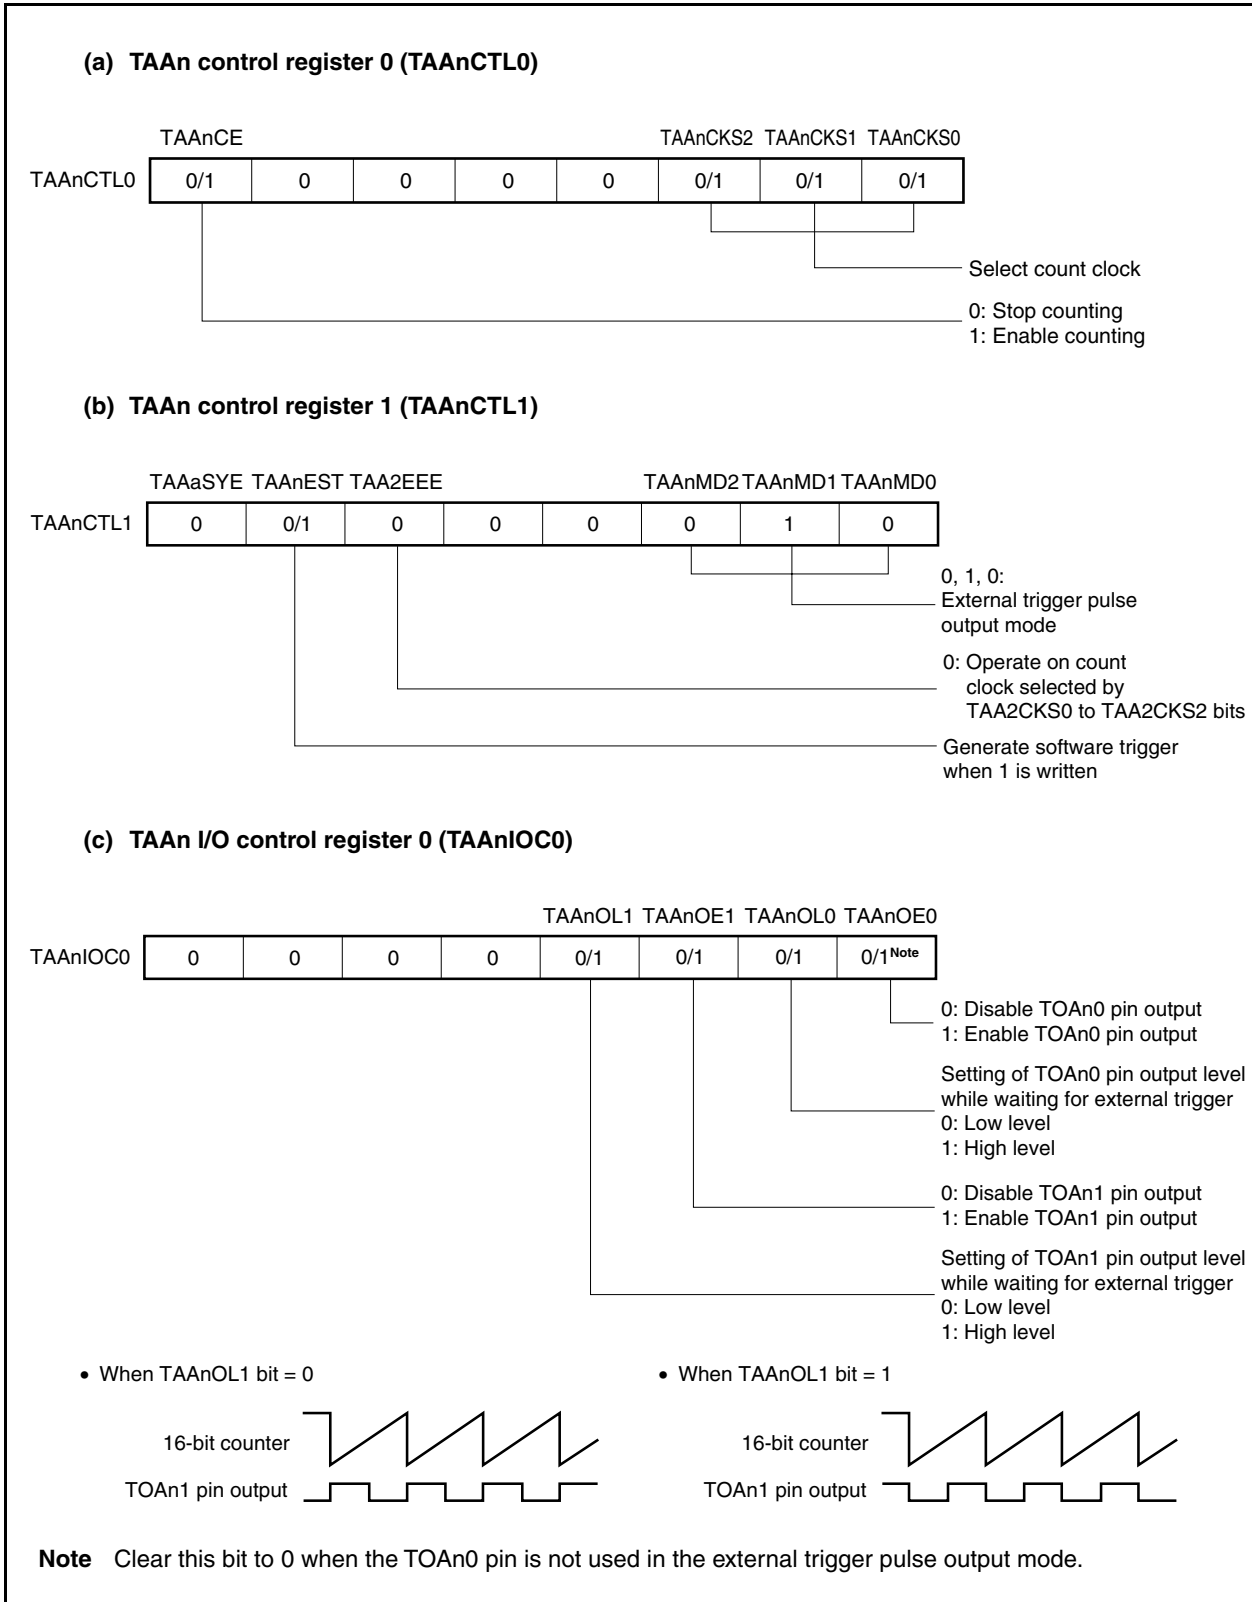 (a) TAAn control register 0 (TAAnCTL0)
TAAnCE TAAnCKS2 TAAnCKS1 TAAnCKS0
TAAnCTL0 0/1 0 0 0 0 0/1 0/1 0/1
Select count clock
0: Stop counting
1: Enable counting
(b) TAAn control register 1 (TAAnCTL1)
TAAaSYE TAAnEST TAA2EEE TAAnMD2 TAAnMD1 TAAnMD0
TAAnCTL1 0 0/1 0 0 0 0 1 0
0, 1, 0:
External trigger pulse
output mode
0: Operate on count
clock selected by
TAA2CKS0 to TAA2CKS2 bits
Generate software trigger
when 1 is written
(c) TAAn I/O control register 0 (TAAnIOC0)
TAAnOL1 TAAnOE1 TAAnOL0 TAAnOE0
TAAnIOC0 0 0 0 0 0/1 0/1 0/1 0/1Note
0: Disable TOAn0 pin output
1: Enable TOAn0 pin output
Setting of TOAn0 pin output level
while waiting for external trigger
0: Low level
1: High level
0: Disable TOAn1 pin output
1: Enable TOAn1 pin output
Setting of TOAn1 pin output level
while waiting for external trigger
0: Low level
1: High level
• When TAAnOL1 bit = 0 • When TAAnOL1 bit = 1
16-bit counter 16-bit counter
TOAn1 pin output TOAn1 pin output
Note Clear this bit to 0 when the TOAn0 pin is not used in the external trigger pulse output mode.